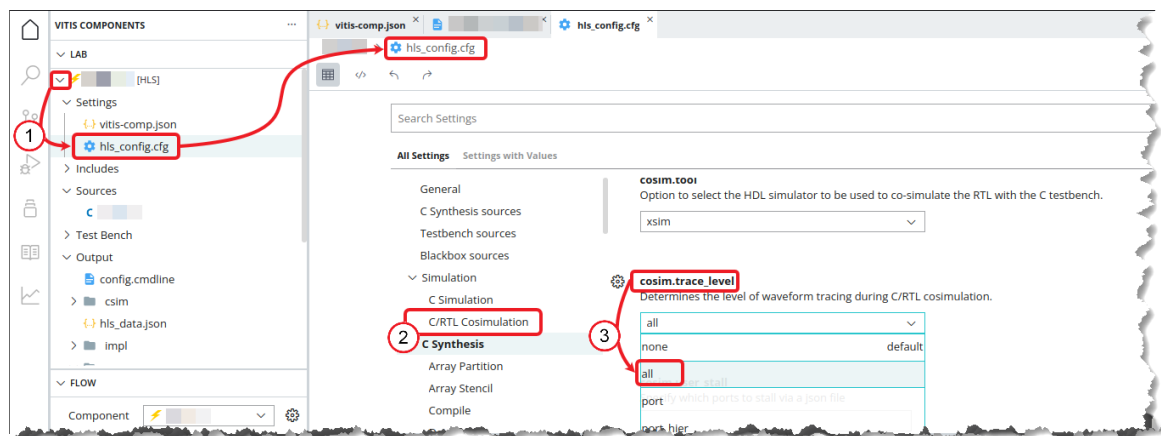 VITIS COMPONENTS
...
LAB
[HLS]
Settings
{..} vitis-comp.json
hls_config.cfg
Includes
Sources
C
Test Bench
Output
config.cmdline
csim
{..} hls_data.json
impl
FLOW
Component
1
{..} vitis-comp.json ×
hls_config.cfg ×
hls_config.cfg
</>
Search Settings
All Settings Settings with Values
General
C Synthesis sources
Testbench sources
Blackbox sources
Simulation
C Simulation
C/RTL Cosimulation
2
C Synthesis
Array Partition
Array Stencil
Compile
cosim.tool
Option to select the HDL simulator to be used to co-simulate the RTL with the C testbench.
xsim
cosim.trace_level
Determines the level of waveform tracing during C/RTL cosimulation.
3
all
none default
all
port
port_hier